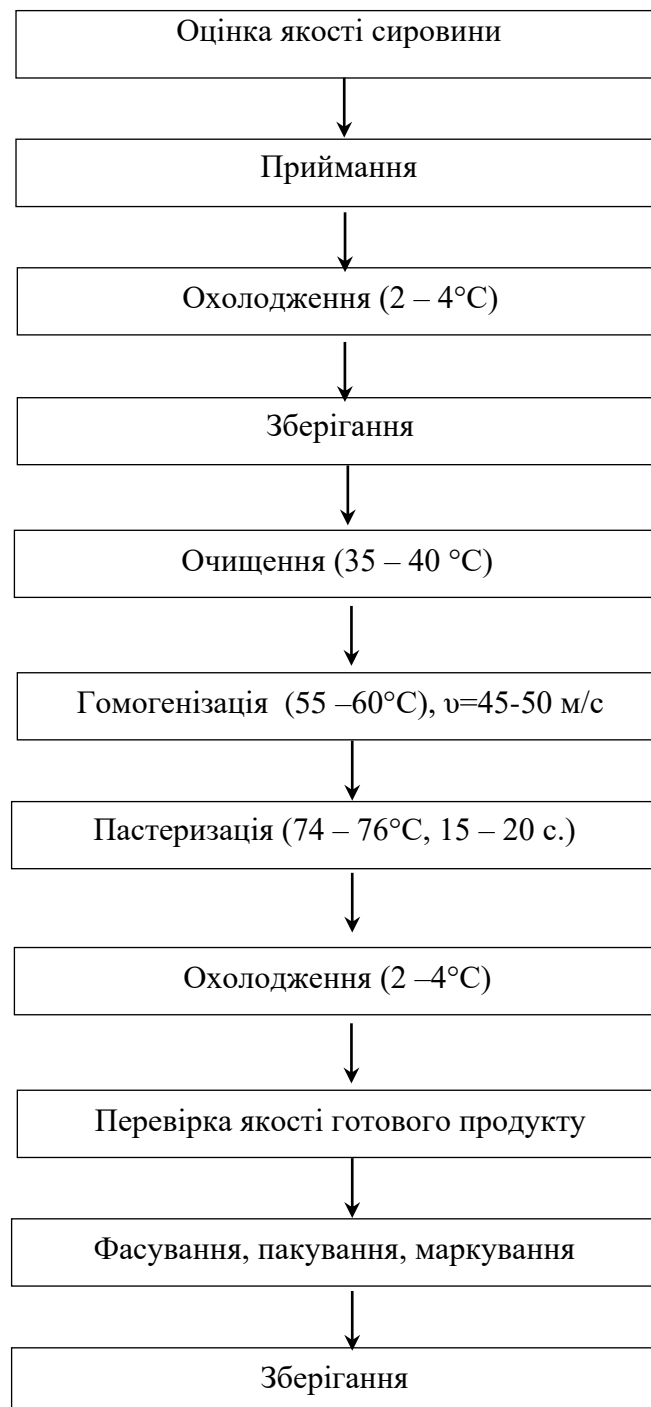 Оцінка якості сировини
Приймання
Охолодження (2 – 4°С)
Зберігання
Очищення (35 – 40 °С)
Гомогенізація (55 –60°С), υ=45-50 м/с
Пастеризація (74 – 76°С, 15 – 20 с.)
Охолодження (2 –4°С)
Перевірка якості готового продукту
Фасування, пакування, маркування
Зберігання